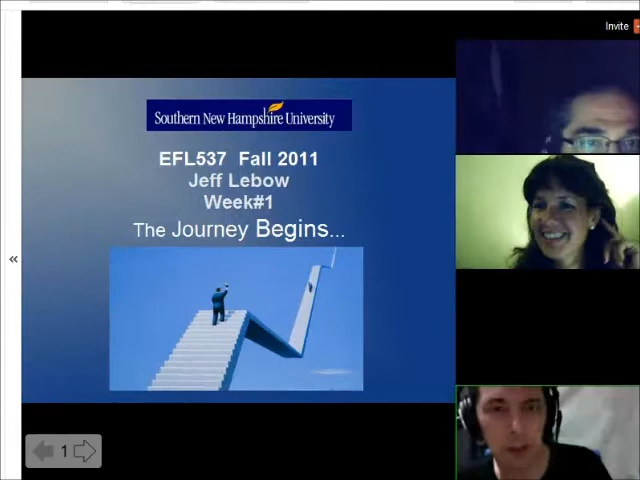 Invite
Southern New Hampshire University
EFL537 Fall 2011
Jeff Lebow
Week#1
The Journey Begins...
«
1